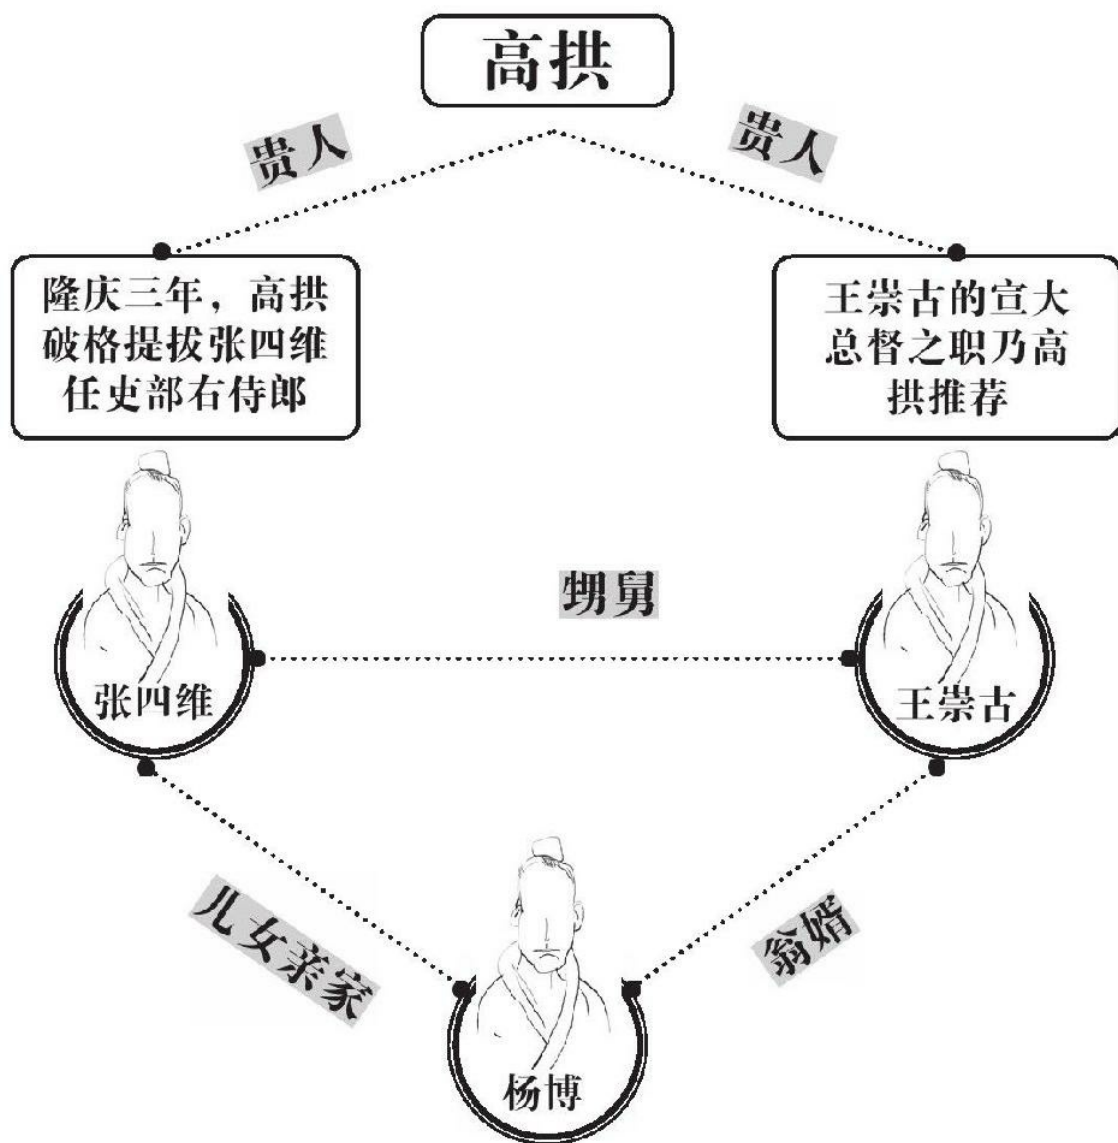 高拱
贵人
贵人
隆庆三年，高拱
破格提拔张四维
任吏部右侍郎
王崇古的宣大
总督之职乃高
拱推荐
甥舅
张四维
王崇古
儿女亲家
翁婿
杨博